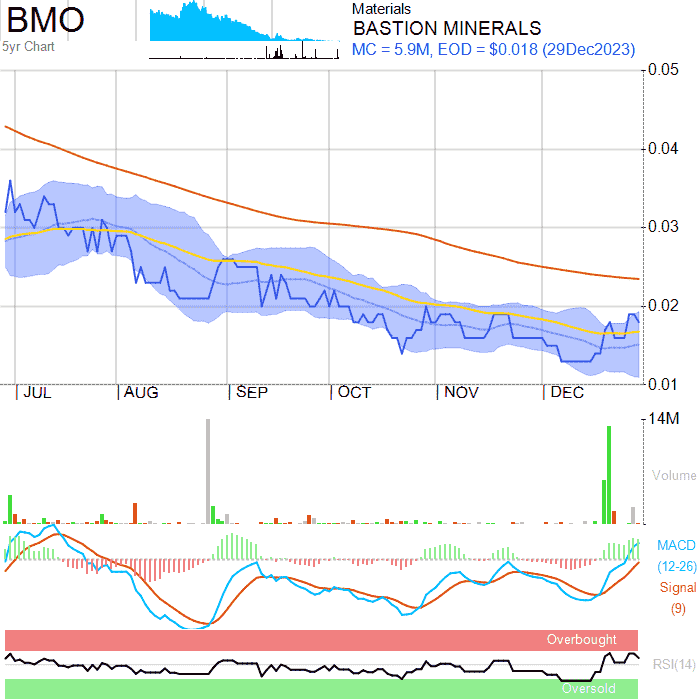 BMO
5yr Chart
Materials
BASTION MINERALS
MC = 5.9M, EOD = $0.018 (29Dec2023)
0.05
0.04
0.03
0.02
0.01
JUL AUG SEP OCT NOV DEC
14M
Volume
MACD
(12-26)
Signal
(9)
Overbought
RSI(14)
Oversold